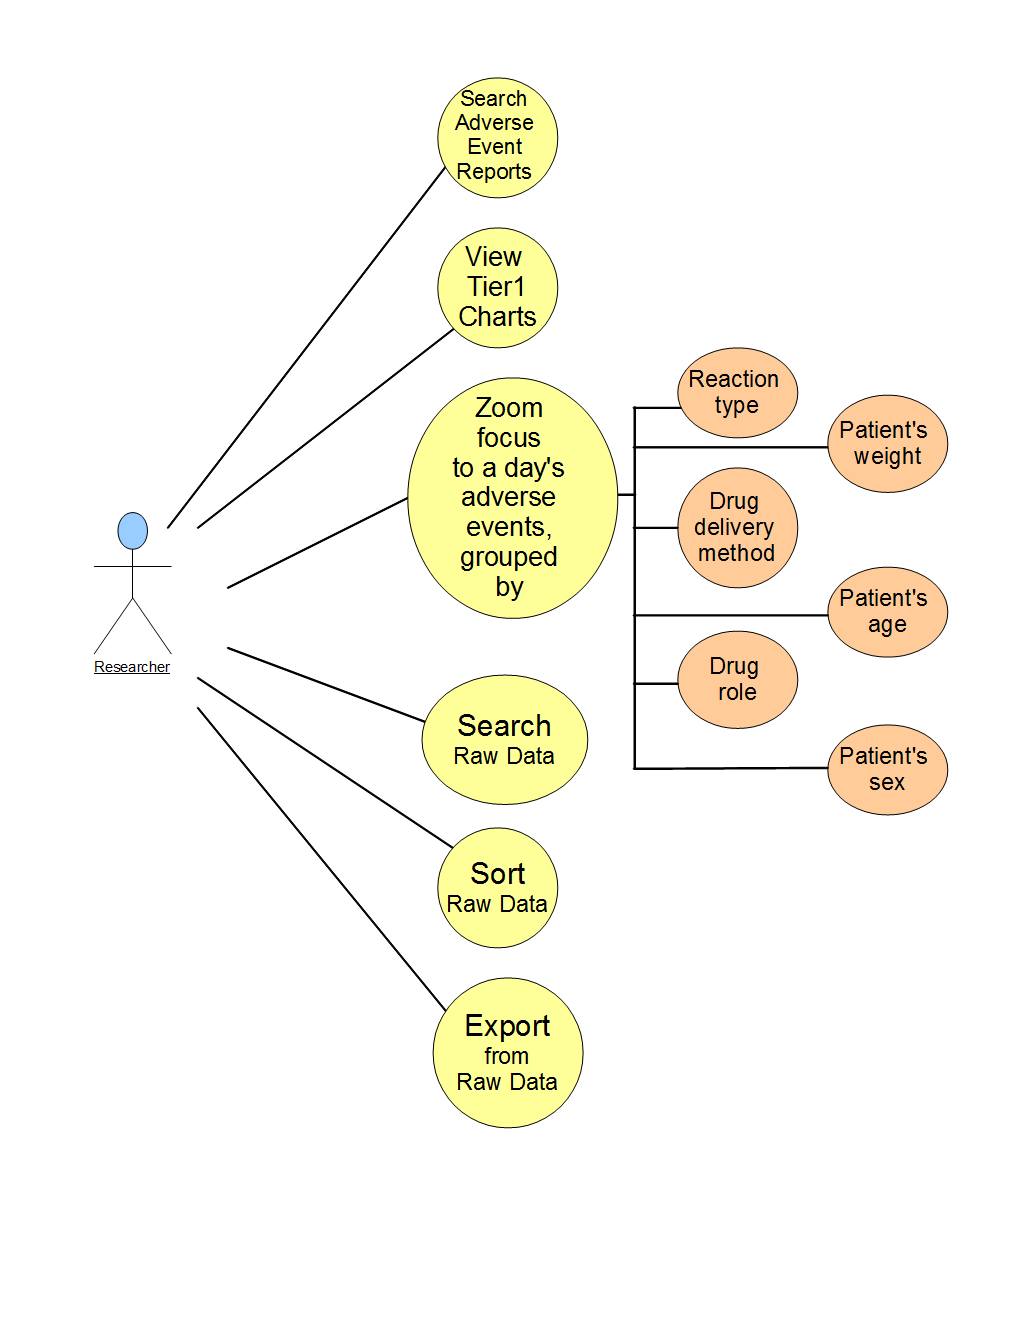 Search
Adverse
Event
Reports
View
Tier1
Charts
Zoom
focus
to a day's
adverse
events,
grouped
by
Reaction
type
Patient's
weight
Drug
delivery
method
Patient's
age
Drug
role
Patient's
sex
Researcher
Search
Raw Data
Sort
Raw Data
Export
from
Raw Data